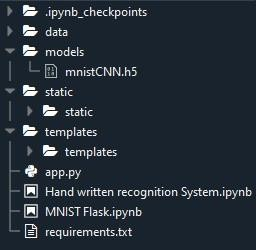 .ipynb_checkpoints
data
models
mnistCNN.h5
static
static
templates
templates
app.py
Hand written recognition System.ipynb
MNIST Flask.ipynb
requirements.txt